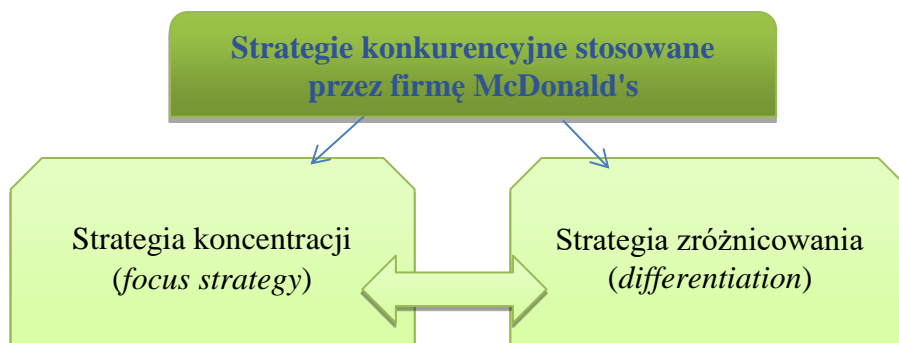 Strategie konkurencyjne stosowane
przez firmę McDonald's
Strategia koncentracji
(focus strategy)
Strategia zróżnicowania
(differentiation)